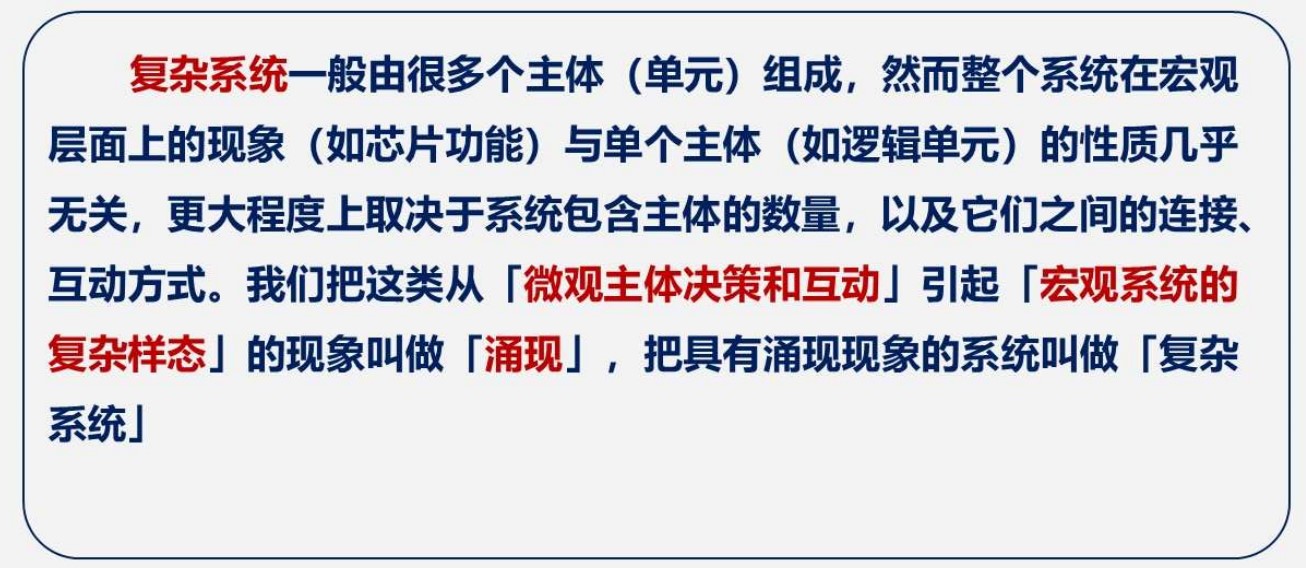 复杂系统一般由很多个主体（单元）组成，然而整个系统在宏观
层面上的现象（如芯片功能）与单个主体（如逻辑单元）的性质几乎
无关，更大程度上取决于系统包含主体的数量，以及它们之间的连接、
互动方式。我们把这类从「微观主体决策和互动」引起「宏观系统的
复杂样态」的现象叫做「涌现」，把具有涌现现象的系统叫做「复杂
系统」